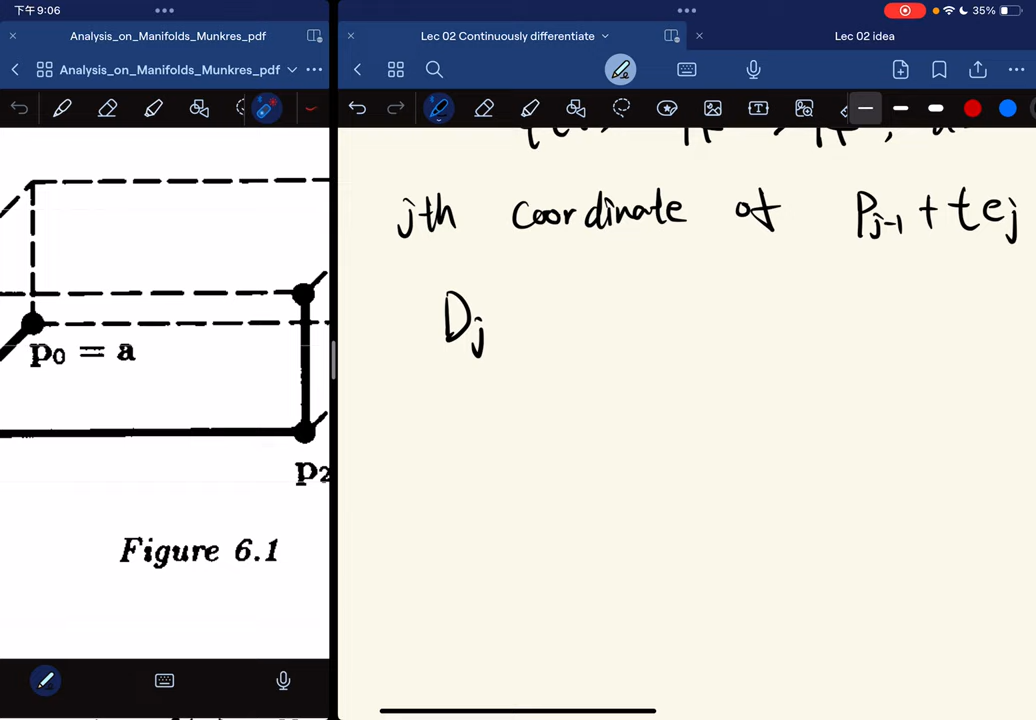 下午9:06
35%
Analysis_on_Manifolds_Munkres_pdf
Analysis_on_Manifolds_Munkres_pdf
p₀ = a
p₂
Figure 6.1
Lec 02 Continuously differentiate
Lec 02 idea
jth coordinate of Pj-1 + tej
Dj